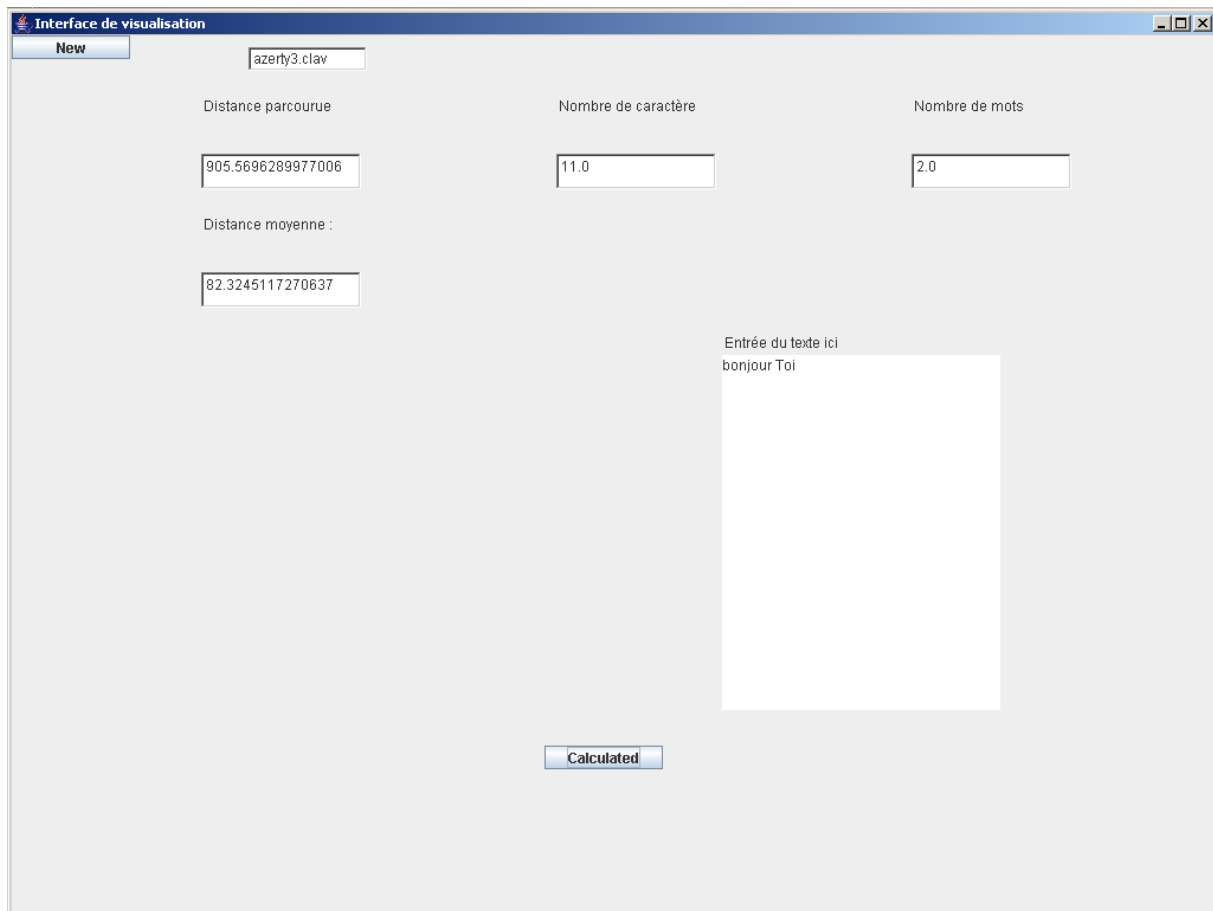 Interface de visualisation
New
azerty3.clav
Distance parcourue
Nombre de caractère
Nombre de mots
905.5696289977006
11.0
2.0
Distance moyenne :
82.3245117270637
Entrée du texte ici
bonjour Toi
Calculated